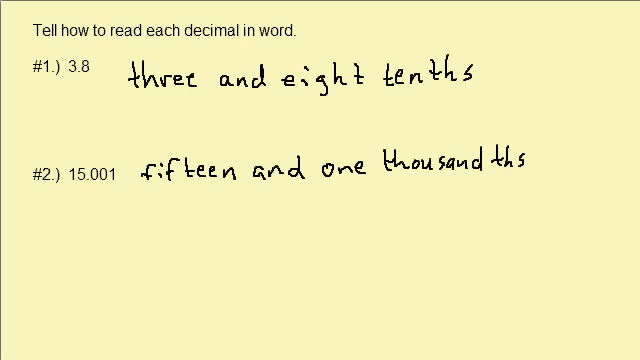 Tell how to read each decimal in word.
#1.) 3.8 three and eight tenths
#2.) 15.001 fifteen and one thousandths